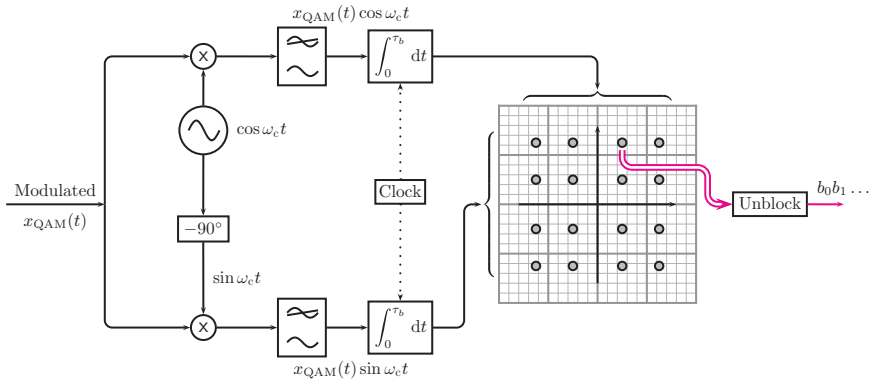 x_QAM(t) cos ω_c t
x
∫_0^{τ_b} dt
cos ω_c t
Modulated
x_QAM(t)
Clock
b_0b_1 ...
Unblock
−90°
sin ω_c t
x
∫_0^{τ_b} dt
x_QAM(t) sin ω_c t